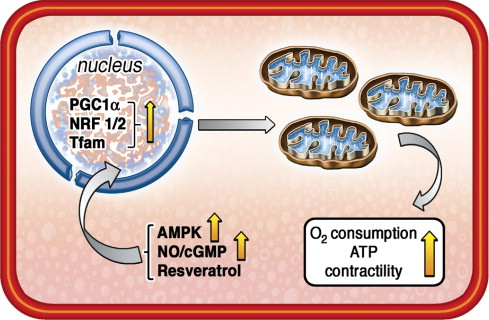 nucleus
PGC1α
NRF 1/2
Tfam
AMPK
NO/cGMP
Resveratrol
O₂ consumption
ATP
contractility